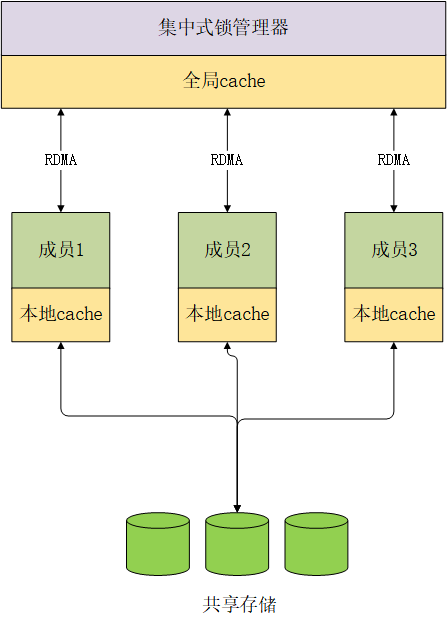 集中式锁管理器
全局cache
RDMA
RDMA
RDMA
成员1
成员2
成员3
本地cache
本地cache
本地cache
共享存储